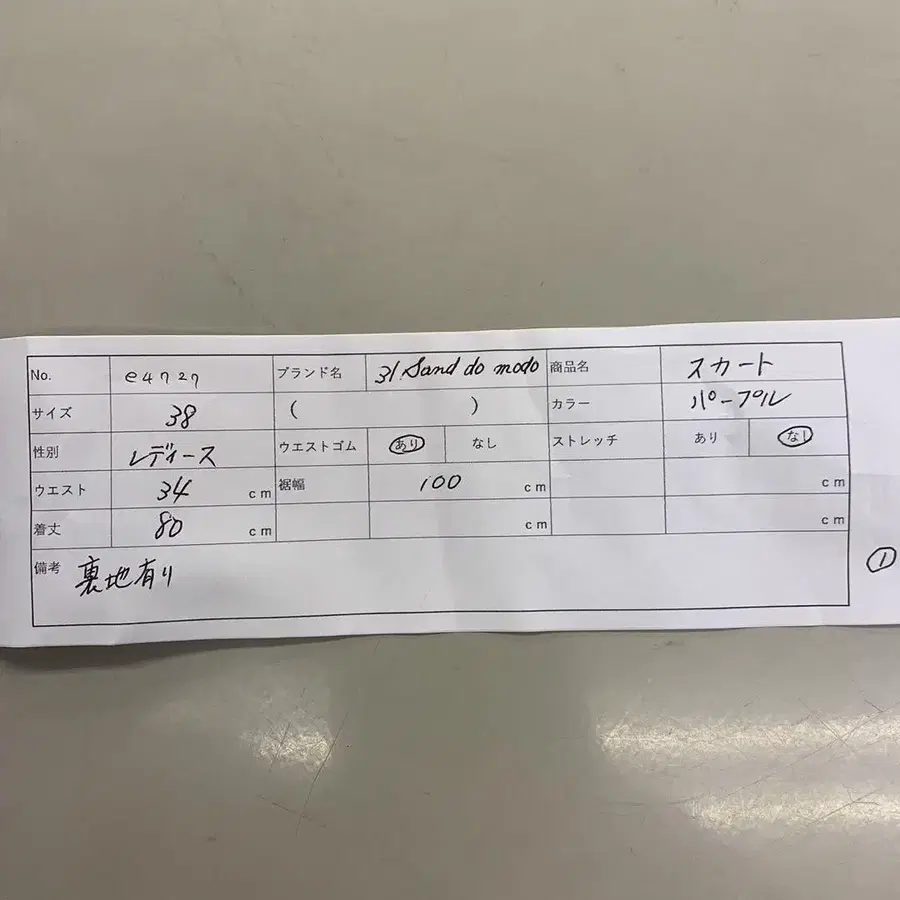 No. e4727 ブランド名 31 Sand do modo 商品名 スカート
サイズ 38 ( ) カラー パープル
性別 レディース ウエストゴム あり なし ストレッチ あり なし
ウエスト 34 cm 裾幅 100 cm cm
着丈 80 cm cm cm
備考 裏地有り
①